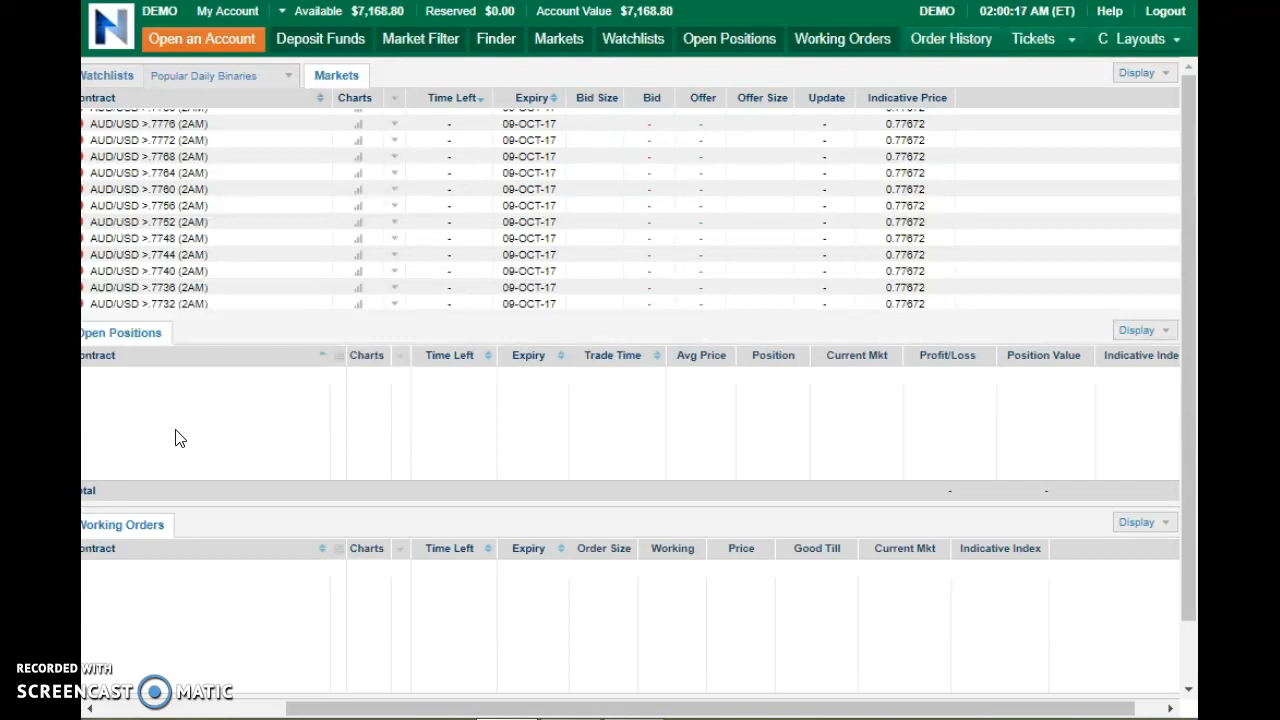 DEMO My Account Available $7,168.80 Reserved $0.00 Account Value $7,168.80 DEMO 02:00:17 AM (ET) Help Logout
N
Open an Account Deposit Funds Market Filter Finder Markets Watchlists Open Positions Working Orders Order History Tickets C Layouts
Watchlists Popular Daily Binaries Markets Display
ontract Charts Time Left Expiry Bid Size Bid Offer Offer Size Update Indicative Price
AUD/USD >.7776 (2AM) - 09-OCT-17 - - - 0.77672
AUD/USD >.7772 (2AM) - 09-OCT-17 - - - 0.77672
AUD/USD >.7768 (2AM) - 09-OCT-17 - - - 0.77672
AUD/USD >.7764 (2AM) - 09-OCT-17 - - - 0.77672
AUD/USD >.7760 (2AM) - 09-OCT-17 - - - 0.77672
AUD/USD >.7756 (2AM) - 09-OCT-17 - - - 0.77672
AUD/USD >.7752 (2AM) - 09-OCT-17 - - - 0.77672
AUD/USD >.7748 (2AM) - 09-OCT-17 - - - 0.77672
AUD/USD >.7744 (2AM) - 09-OCT-17 - - - 0.77672
AUD/USD >.7740 (2AM) - 09-OCT-17 - - - 0.77672
AUD/USD >.7736 (2AM) - 09-OCT-17 - - - 0.77672
AUD/USD >.7732 (2AM) - 09-OCT-17 - - - 0.77672
Open Positions Display
ontract Charts Time Left Expiry Trade Time Avg Price Position Current Mkt Profit/Loss Position Value Indicative Inde
tal - -
Working Orders Display
ontract Charts Time Left Expiry Order Size Working Price Good Till Current Mkt Indicative Index
RECORDED WITH
SCREENCAST MATIC